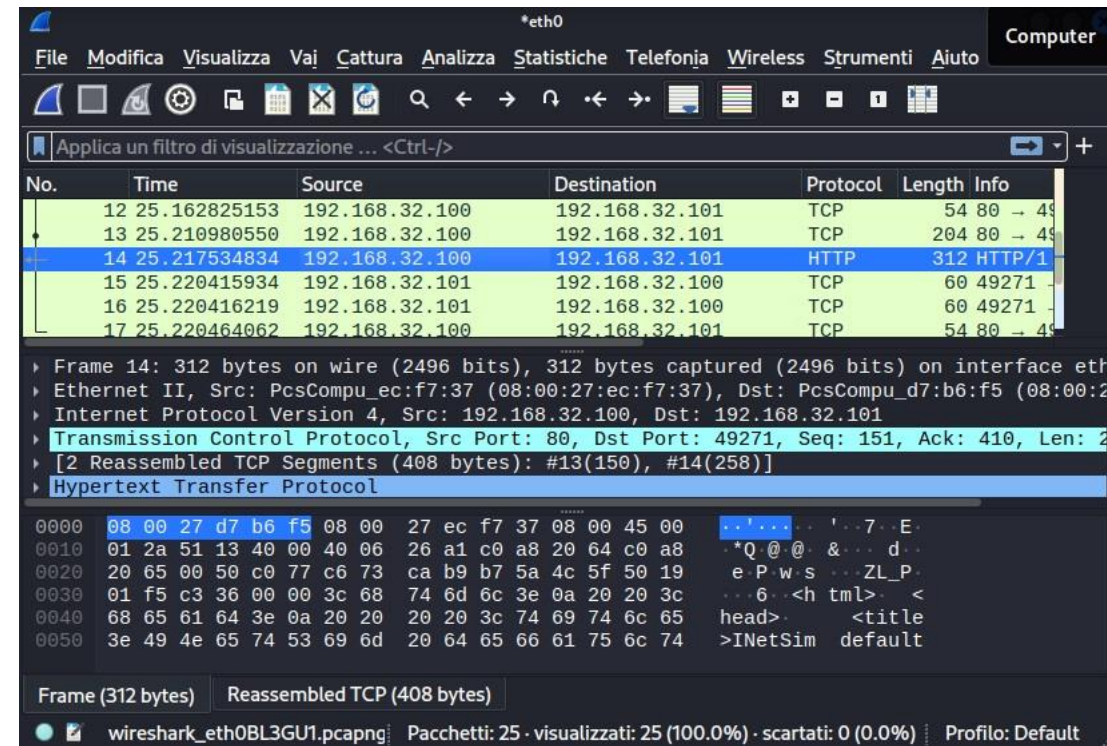 *eth0
Computer
File Modifica Visualizza Vai Cattura Analizza Statistiche Telefonia Wireless Strumenti Aiuto
Applica un filtro di visualizzazione … <Ctrl-/>
No. Time Source Destination Protocol Length Info
12 25.162825153 192.168.32.100 192.168.32.101 TCP 54 80 → 49
13 25.210980550 192.168.32.100 192.168.32.101 TCP 204 80 → 49
14 25.217534834 192.168.32.100 192.168.32.101 HTTP 312 HTTP/1
15 25.220415934 192.168.32.101 192.168.32.100 TCP 60 49271
16 25.220416219 192.168.32.101 192.168.32.100 TCP 60 49271
17 25.220464062 192.168.32.100 192.168.32.101 TCP 54 80 → 49
Frame 14: 312 bytes on wire (2496 bits), 312 bytes captured (2496 bits) on interface eth
Ethernet II, Src: PcsCompu_ec:f7:37 (08:00:27:ec:f7:37), Dst: PcsCompu_d7:b6:f5 (08:00:2
Internet Protocol Version 4, Src: 192.168.32.100, Dst: 192.168.32.101
Transmission Control Protocol, Src Port: 80, Dst Port: 49271, Seq: 151, Ack: 410, Len: 2
[2 Reassembled TCP Segments (408 bytes): #13(150), #14(258)]
Hypertext Transfer Protocol
0000 08 00 27 d7 b6 f5 08 00 27 ec f7 37 08 00 45 00 ··'····· '··7··E·
0010 01 2a 51 13 40 00 40 06 26 a1 c0 a8 20 64 c0 a8 ·*Q·@·@· &··· d··
0020 20 65 00 50 c0 77 c6 73 ca b9 b7 5a 4c 5f 50 19 e·P·w·s ···ZL_P·
0030 01 f5 c3 36 00 00 3c 68 74 6d 6c 3e 0a 20 20 3c ···6··<h tml>· <
0040 68 65 61 64 3e 0a 20 20 20 20 3c 74 69 74 6c 65 head>· <title
0050 3e 49 4e 65 74 53 69 6d 20 64 65 66 61 75 6c 74 >INetSim default
Frame (312 bytes) Reassembled TCP (408 bytes)
wireshark_eth0BL3GU1.pcapng Pacchetti: 25 · visualizzati: 25 (100.0%) · scartati: 0 (0.0%) Profilo: Default